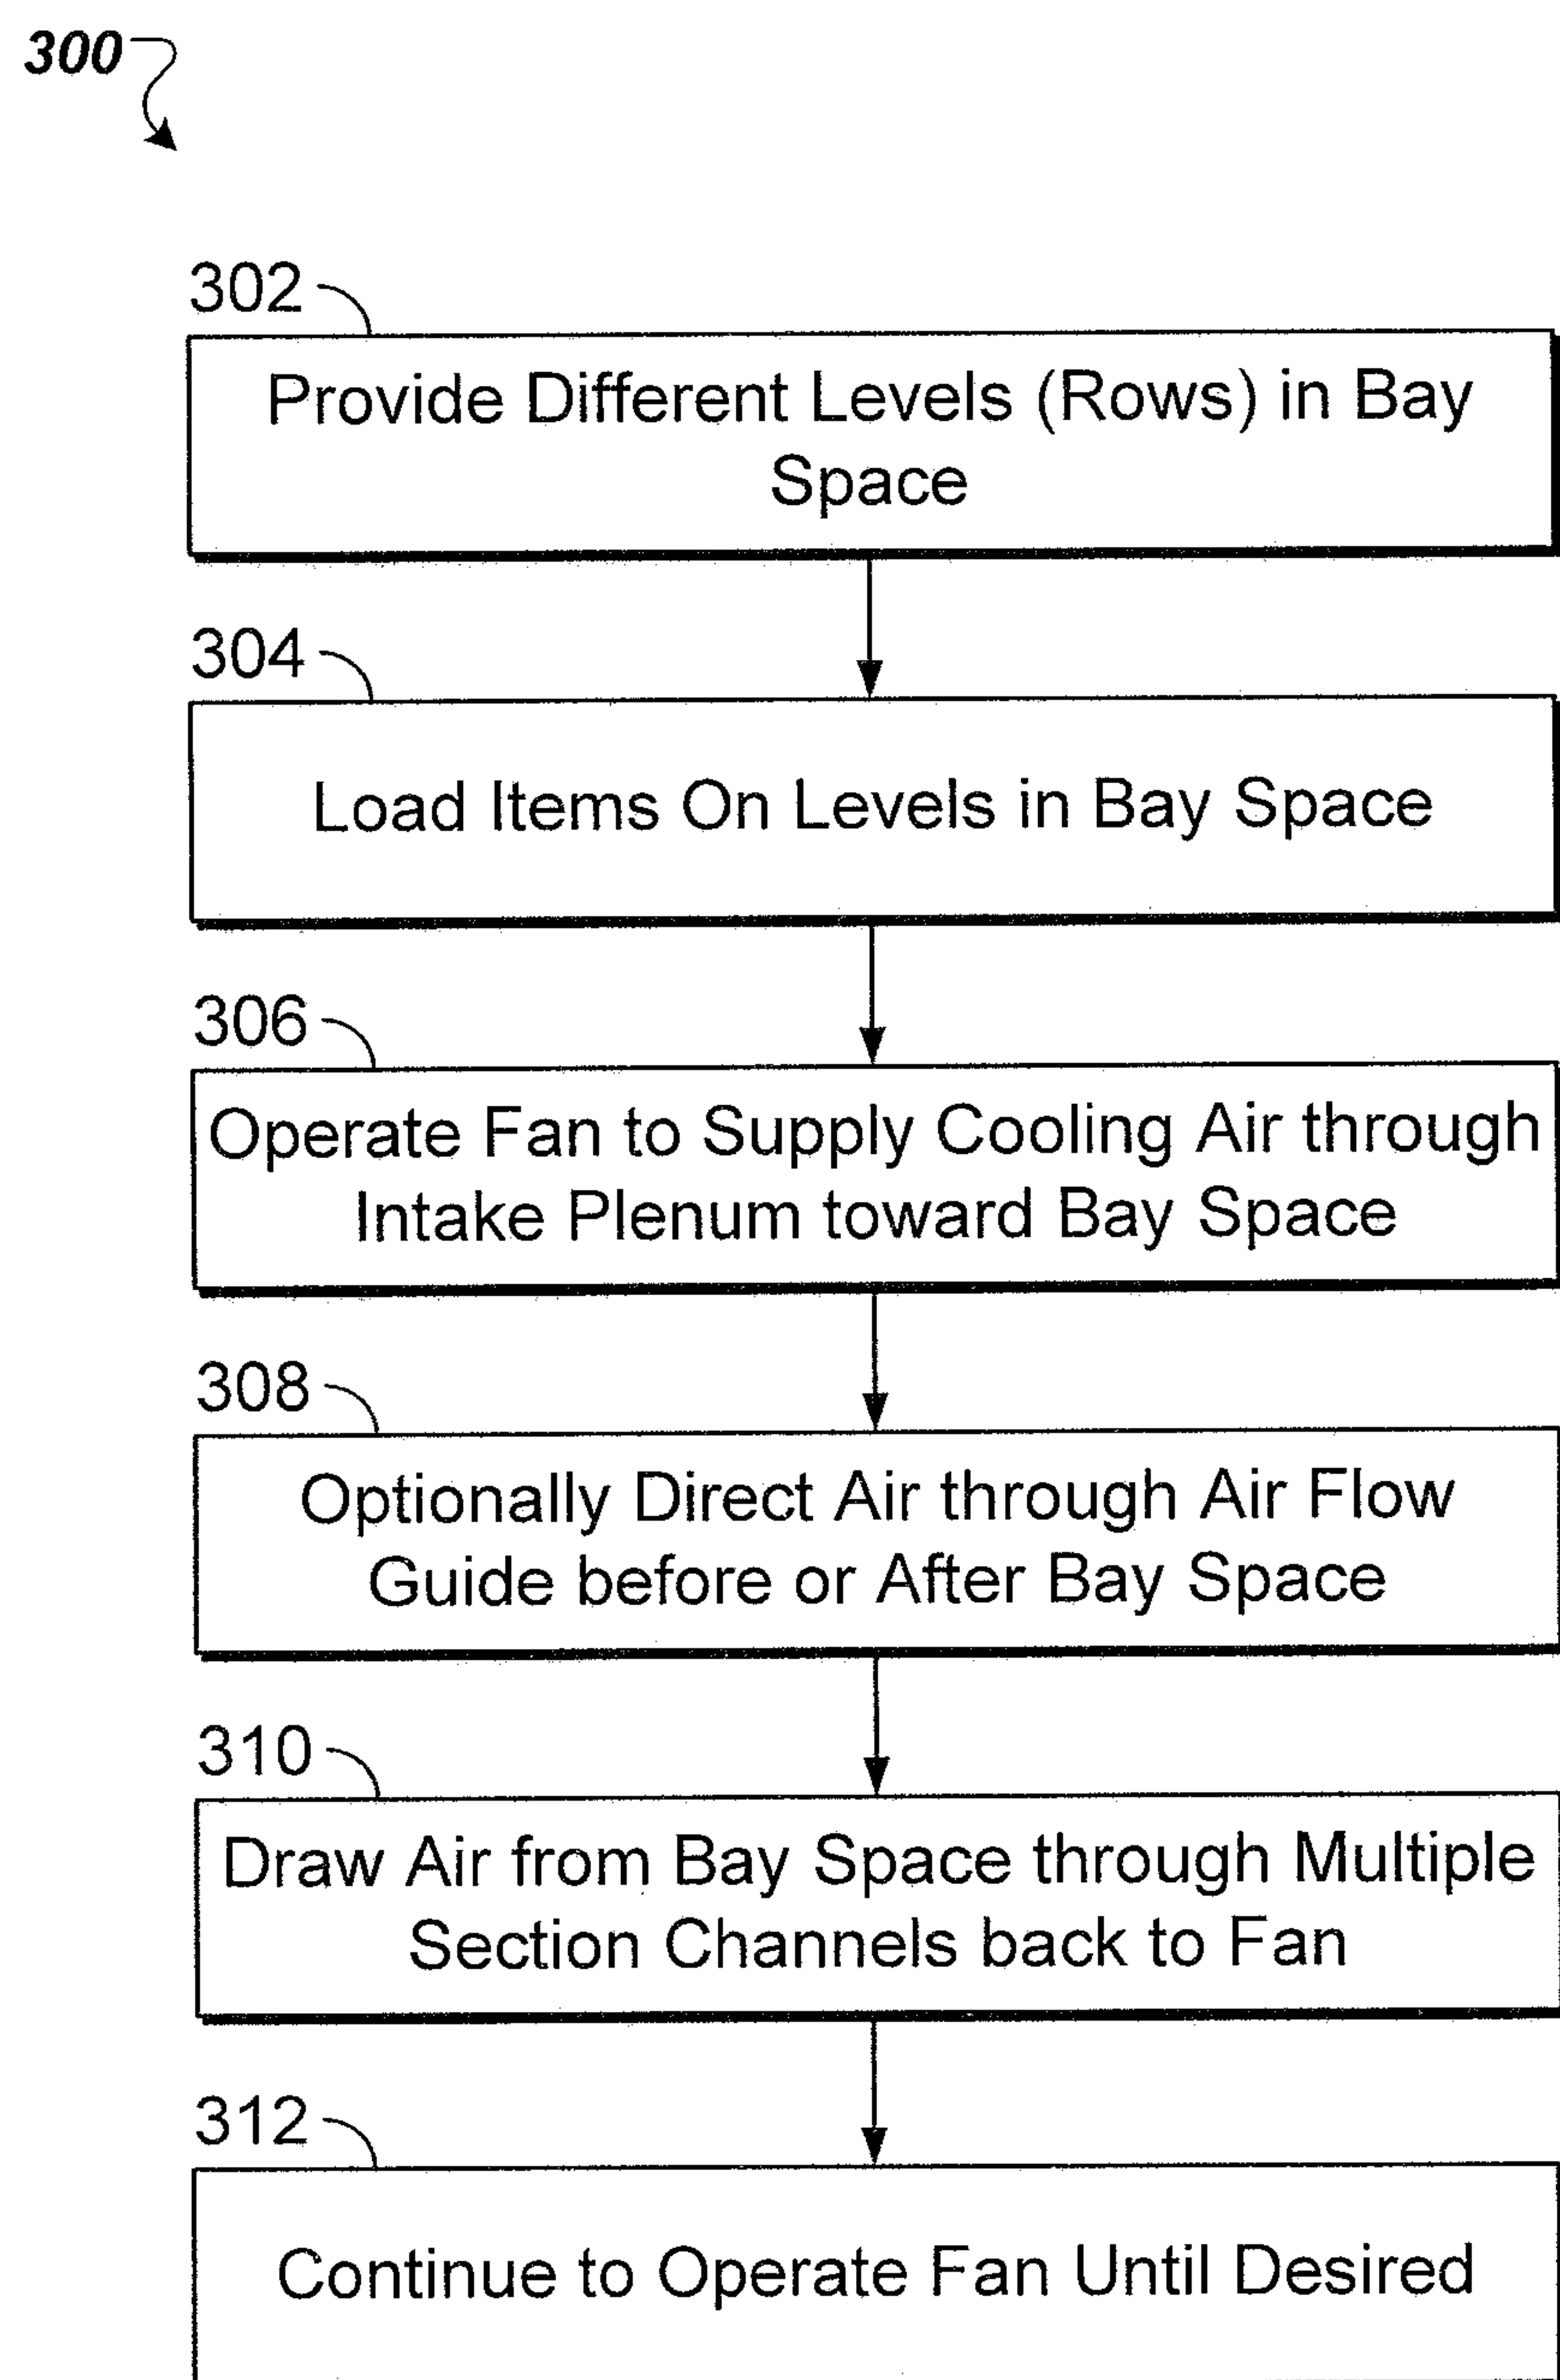 300
302
Provide Different Levels (Rows) in Bay
Space
304
Load Items On Levels in Bay Space
306
Operate Fan to Supply Cooling Air through
Intake Plenum toward Bay Space
308
Optionally Direct Air through Air Flow
Guide before or After Bay Space
310
Draw Air from Bay Space through Multiple
Section Channels back to Fan
312
Continue to Operate Fan Until Desired